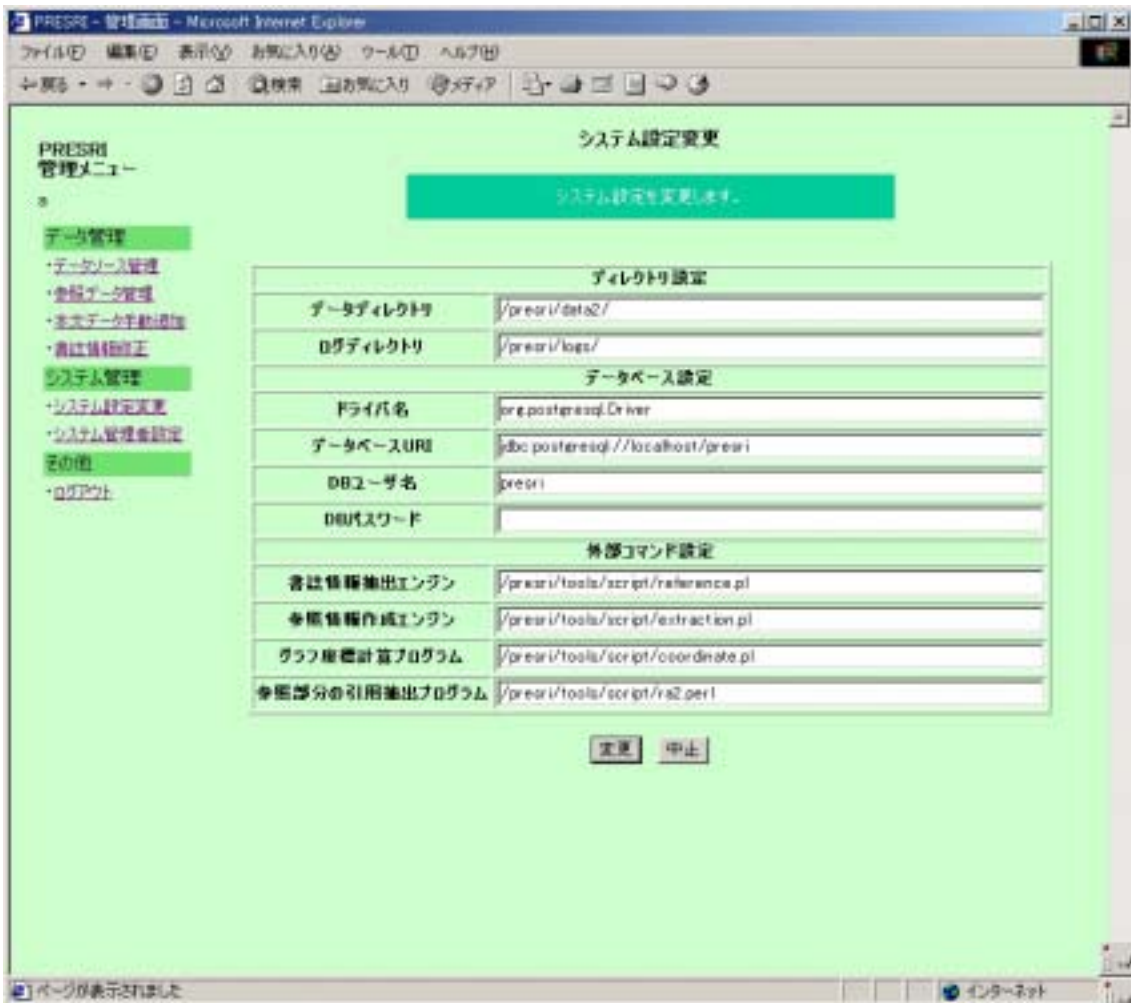 PRESRI - 管理画面 - Microsoft Internet Explorer
ファイル(F) 編集(E) 表示(V) お気に入り(A) ツール(T) ヘルプ(H)
戻る 検索 お気に入り メディア
PRESRI
管理メニュー
データ管理
・データソース管理
・参照データ管理
・本文データ手動追加
・書誌情報修正
システム管理
・システム設定変更
・システム管理者設定
その他
・ログアウト
システム設定変更
システム設定を変更します。
ディレクトリ設定
データディレクトリ /presri/data2/
ログディレクトリ /presri/logs/
データベース設定
ドライバ名 org.postgresql.Driver
データベースURI jdbc:postgresql://localhost/presri
DBユーザ名 presri
DBパスワード
外部コマンド設定
書誌情報抽出エンジン /presri/tools/script/reference.pl
参照情報作成エンジン /presri/tools/script/extraction.pl
グラフ座標計算プログラム /presri/tools/script/coordinate.pl
参照部分の引用抽出プログラム /presri/tools/script/ra2.perl
変更 中止
ページが表示されました インターネット